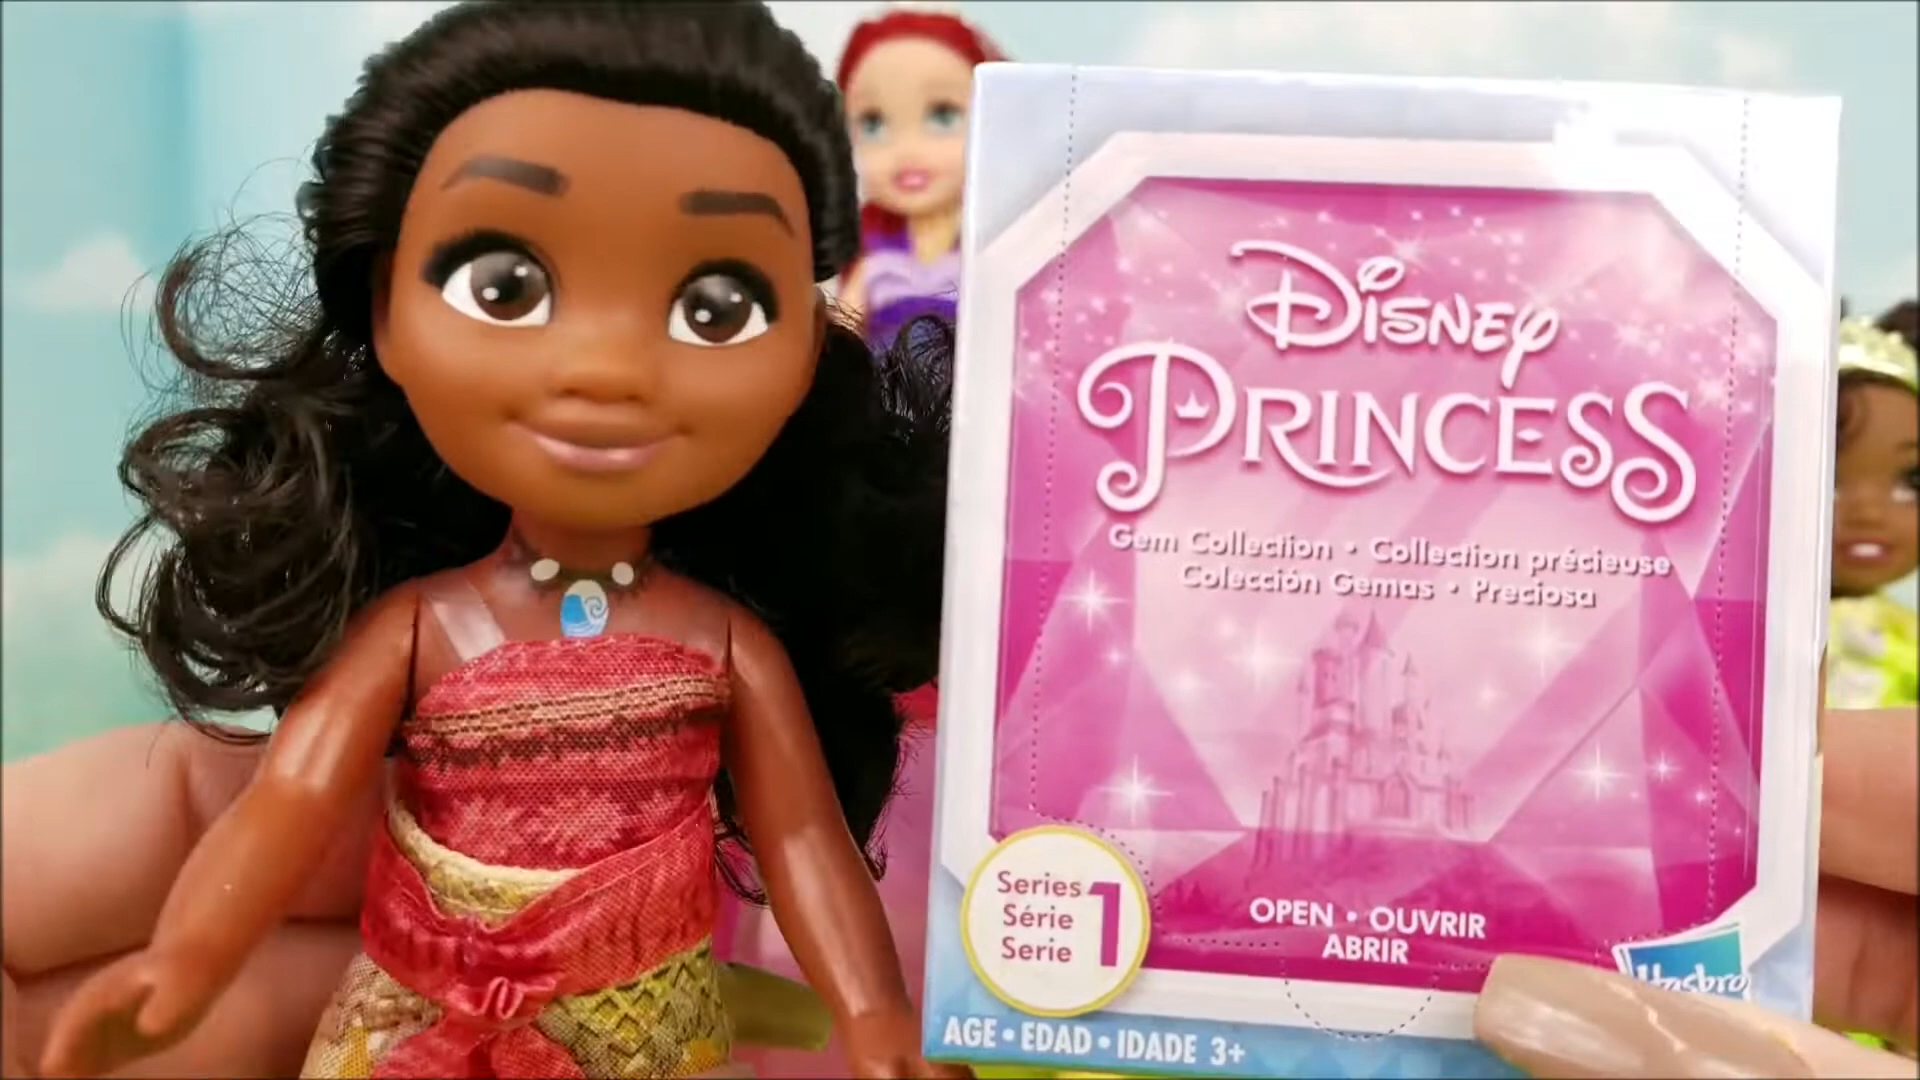 Disney
PRINCESS
Gem Collection • Collection précieuse
Colección Gemas • Preciosa
Series
Série
Serie
1
OPEN • OUVRIR
ABRIR
Hasbro
AGE • EDAD • IDADE 3+